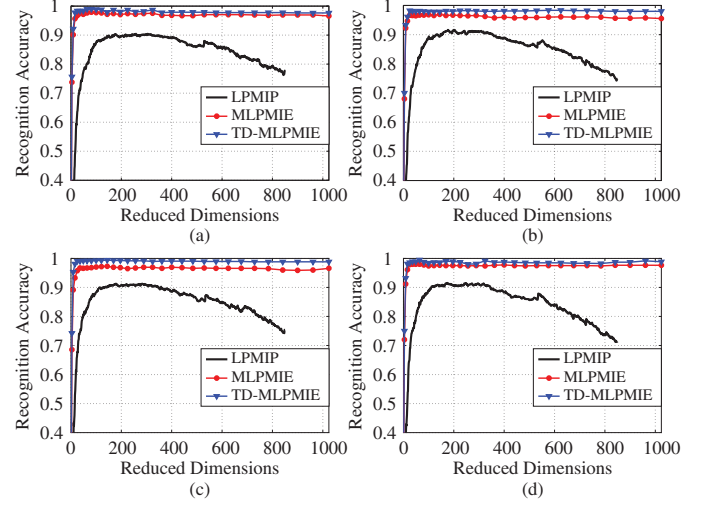 Recognition Accuracy
1
0.9
0.8
0.7
0.6
0.5
0.4
LPMIP
MLPMIE
TD-MLPMIE
0 200 400 600 800 1000
Reduced Dimensions
(a)
Recognition Accuracy
1
0.9
0.8
0.7
0.6
0.5
0.4
LPMIP
MLPMIE
TD-MLPMIE
0 200 400 600 800 1000
Reduced Dimensions
(b)
Recognition Accuracy
1
0.9
0.8
0.7
0.6
0.5
0.4
LPMIP
MLPMIE
TD-MLPMIE
0 200 400 600 800 1000
Reduced Dimensions
(c)
Recognition Accuracy
1
0.9
0.8
0.7
0.6
0.5
0.4
LPMIP
MLPMIE
TD-MLPMIE
0 200 400 600 800 1000
Reduced Dimensions
(d)